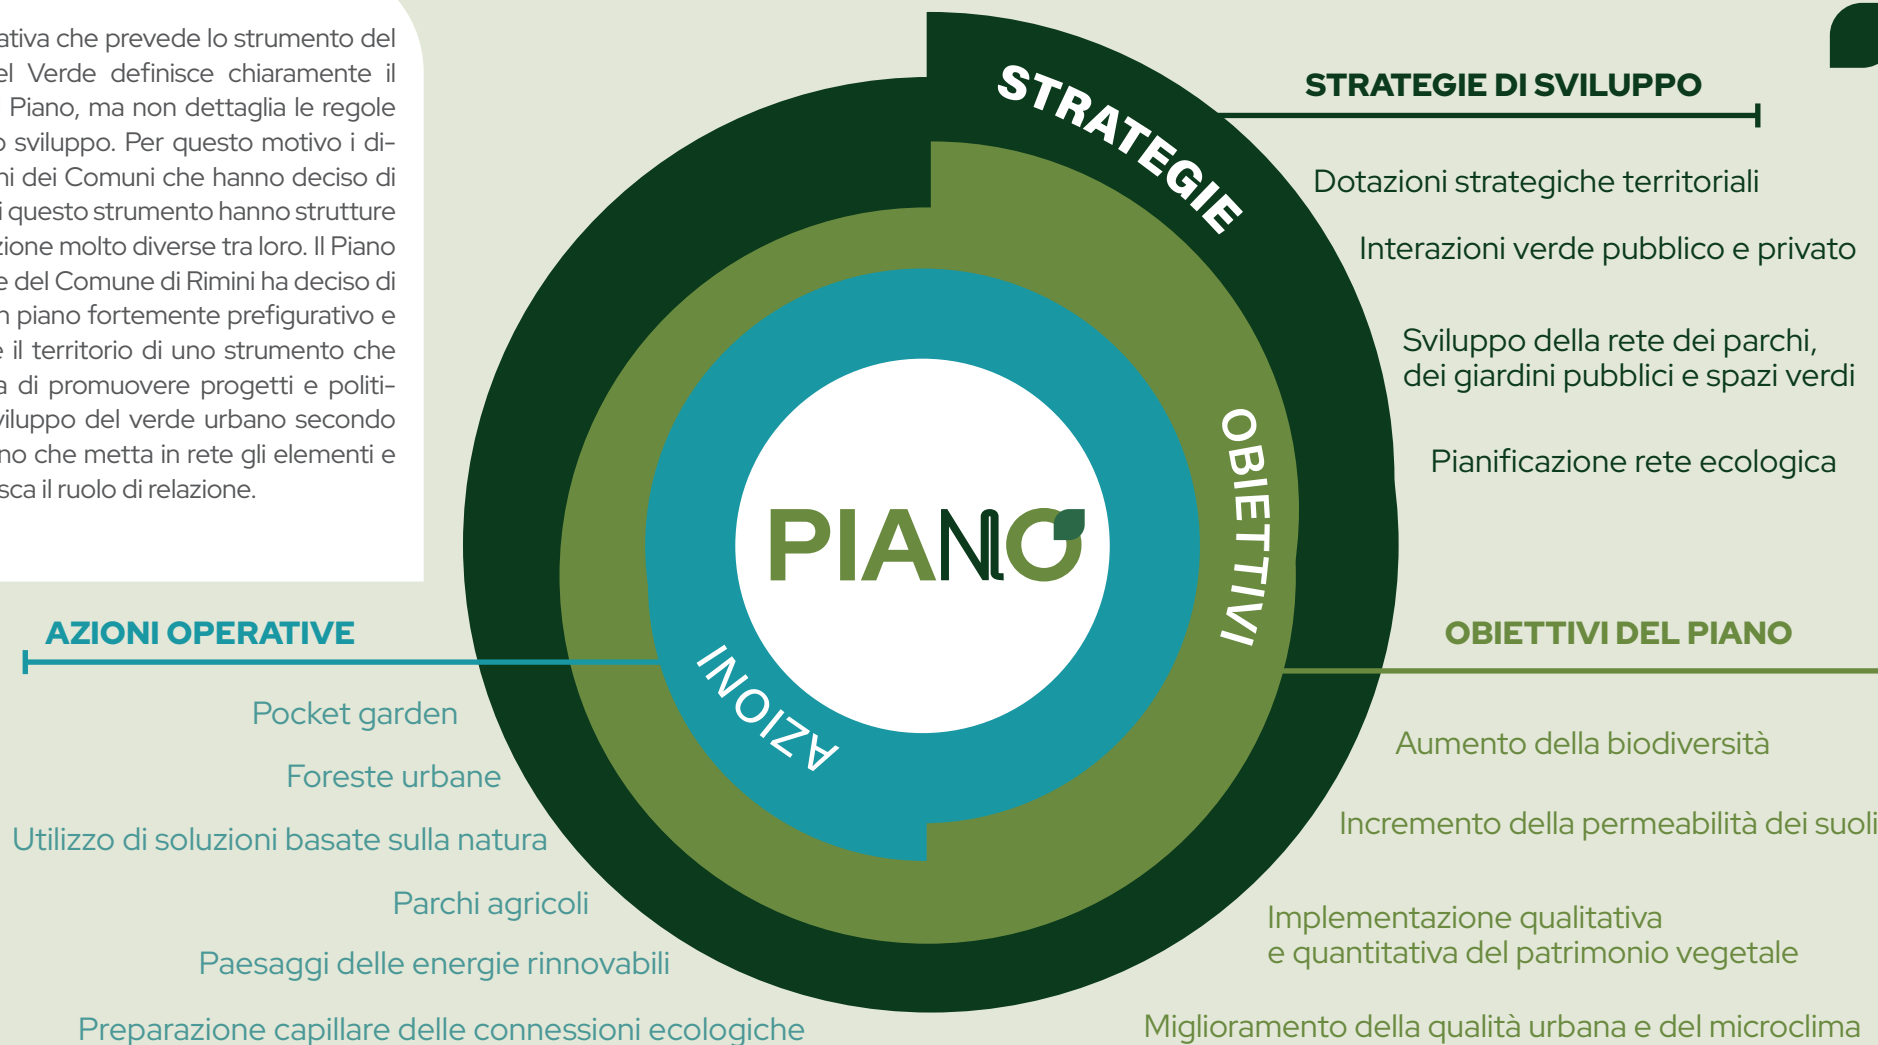 ativa che prevede lo strumento del
el Verde definisce chiaramente il
Piano, ma non dettaglia le regole
o sviluppo. Per questo motivo i di-
ni dei Comuni che hanno deciso di
i questo strumento hanno strutture
zione molto diverse tra loro. Il Piano
e del Comune di Rimini ha deciso di
n piano fortemente prefigurativo e
e il territorio di uno strumento che
a di promuovere progetti e politi-
viluppo del verde urbano secondo
no che metta in rete gli elementi e
sca il ruolo di relazione.
STRATEGIE
OBIETTIVI
AZIONI
PIANO
STRATEGIE DI SVILUPPO
Dotazioni strategiche territoriali
Interazioni verde pubblico e privato
Sviluppo della rete dei parchi,
dei giardini pubblici e spazi verdi
Pianificazione rete ecologica
AZIONI OPERATIVE
Pocket garden
Foreste urbane
Utilizzo di soluzioni basate sulla natura
Parchi agricoli
Paesaggi delle energie rinnovabili
Preparazione capillare delle connessioni ecologiche
OBIETTIVI DEL PIANO
Aumento della biodiversità
Incremento della permeabilità dei suoli
Implementazione qualitativa
e quantitativa del patrimonio vegetale
Miglioramento della qualità urbana e del microclima